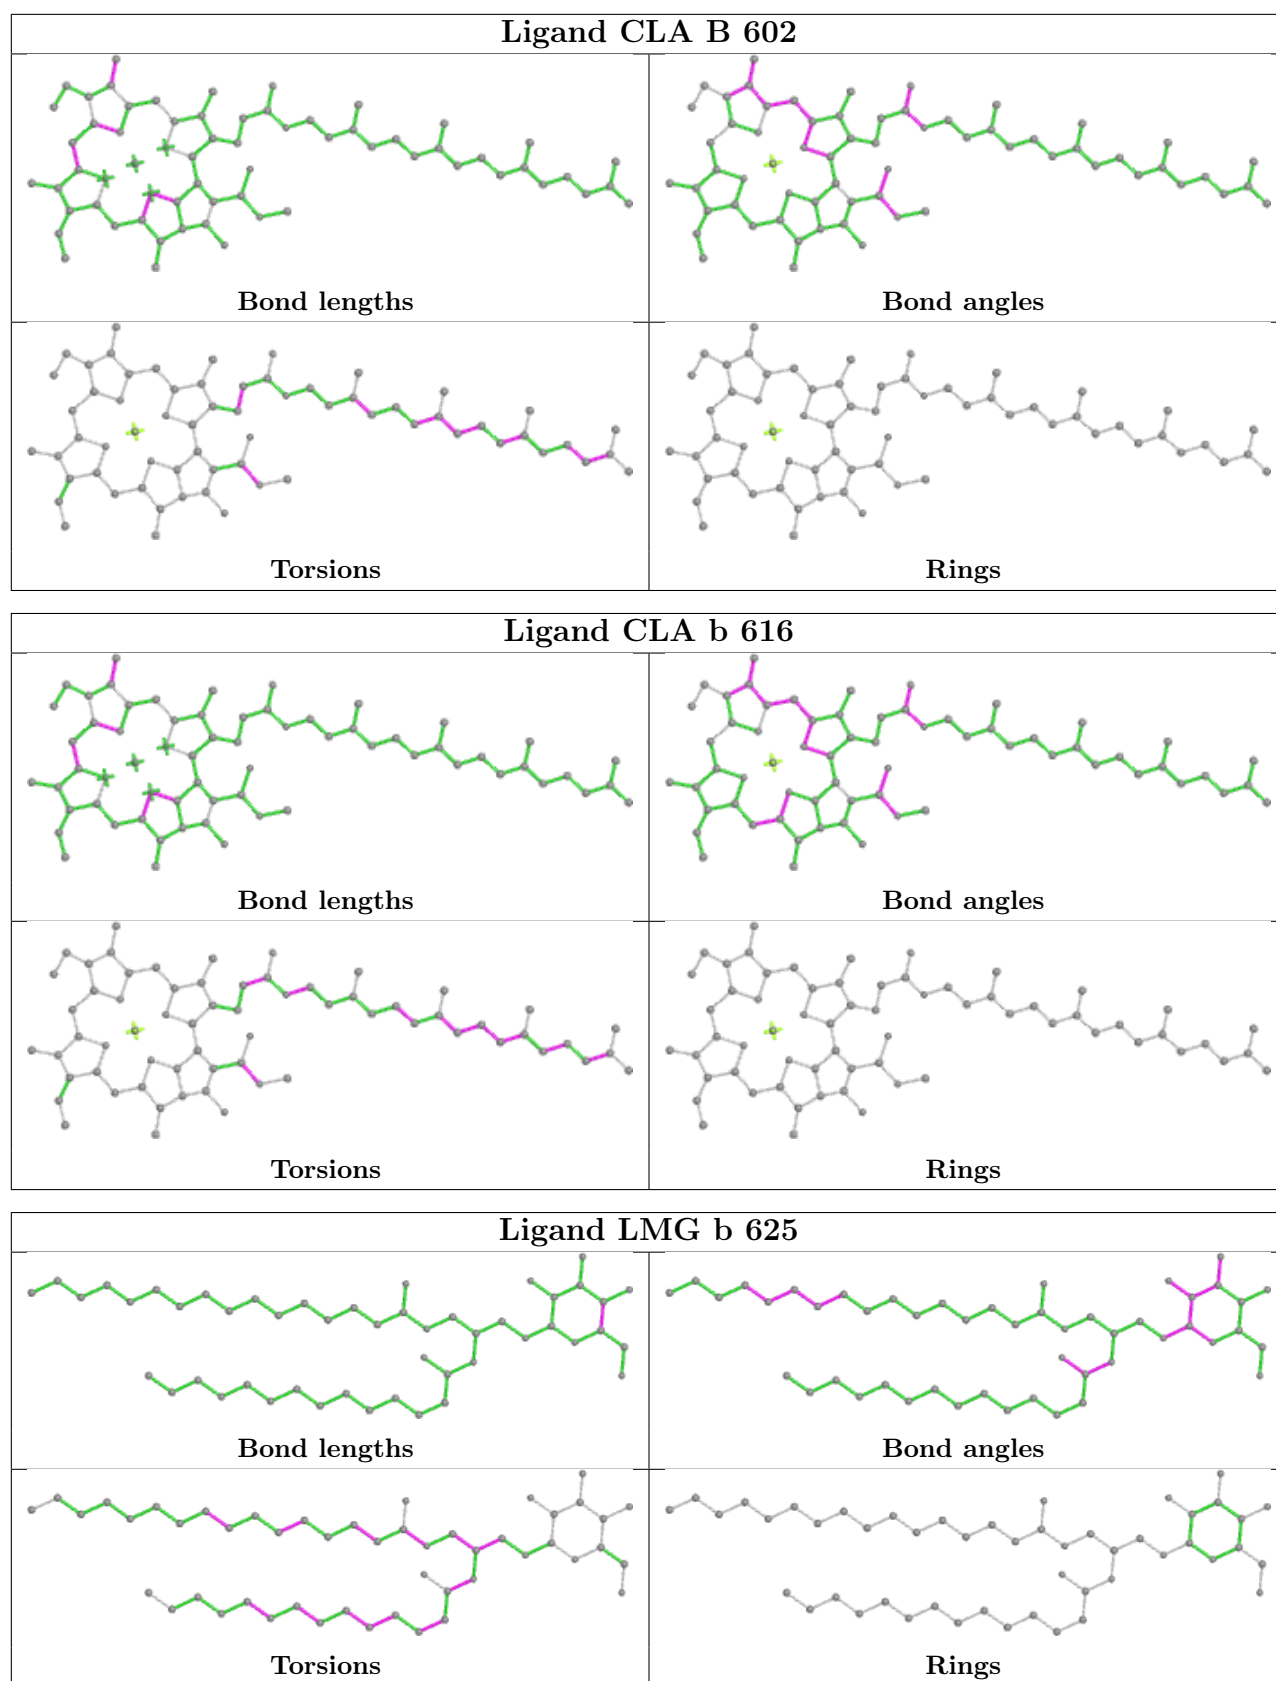 Ligand CLA B 602
Bond lengths
Bond angles
Torsions
Rings
Ligand CLA b 616
Bond lengths
Bond angles
Torsions
Rings
Ligand LMG b 625
Bond lengths
Bond angles
Torsions
Rings